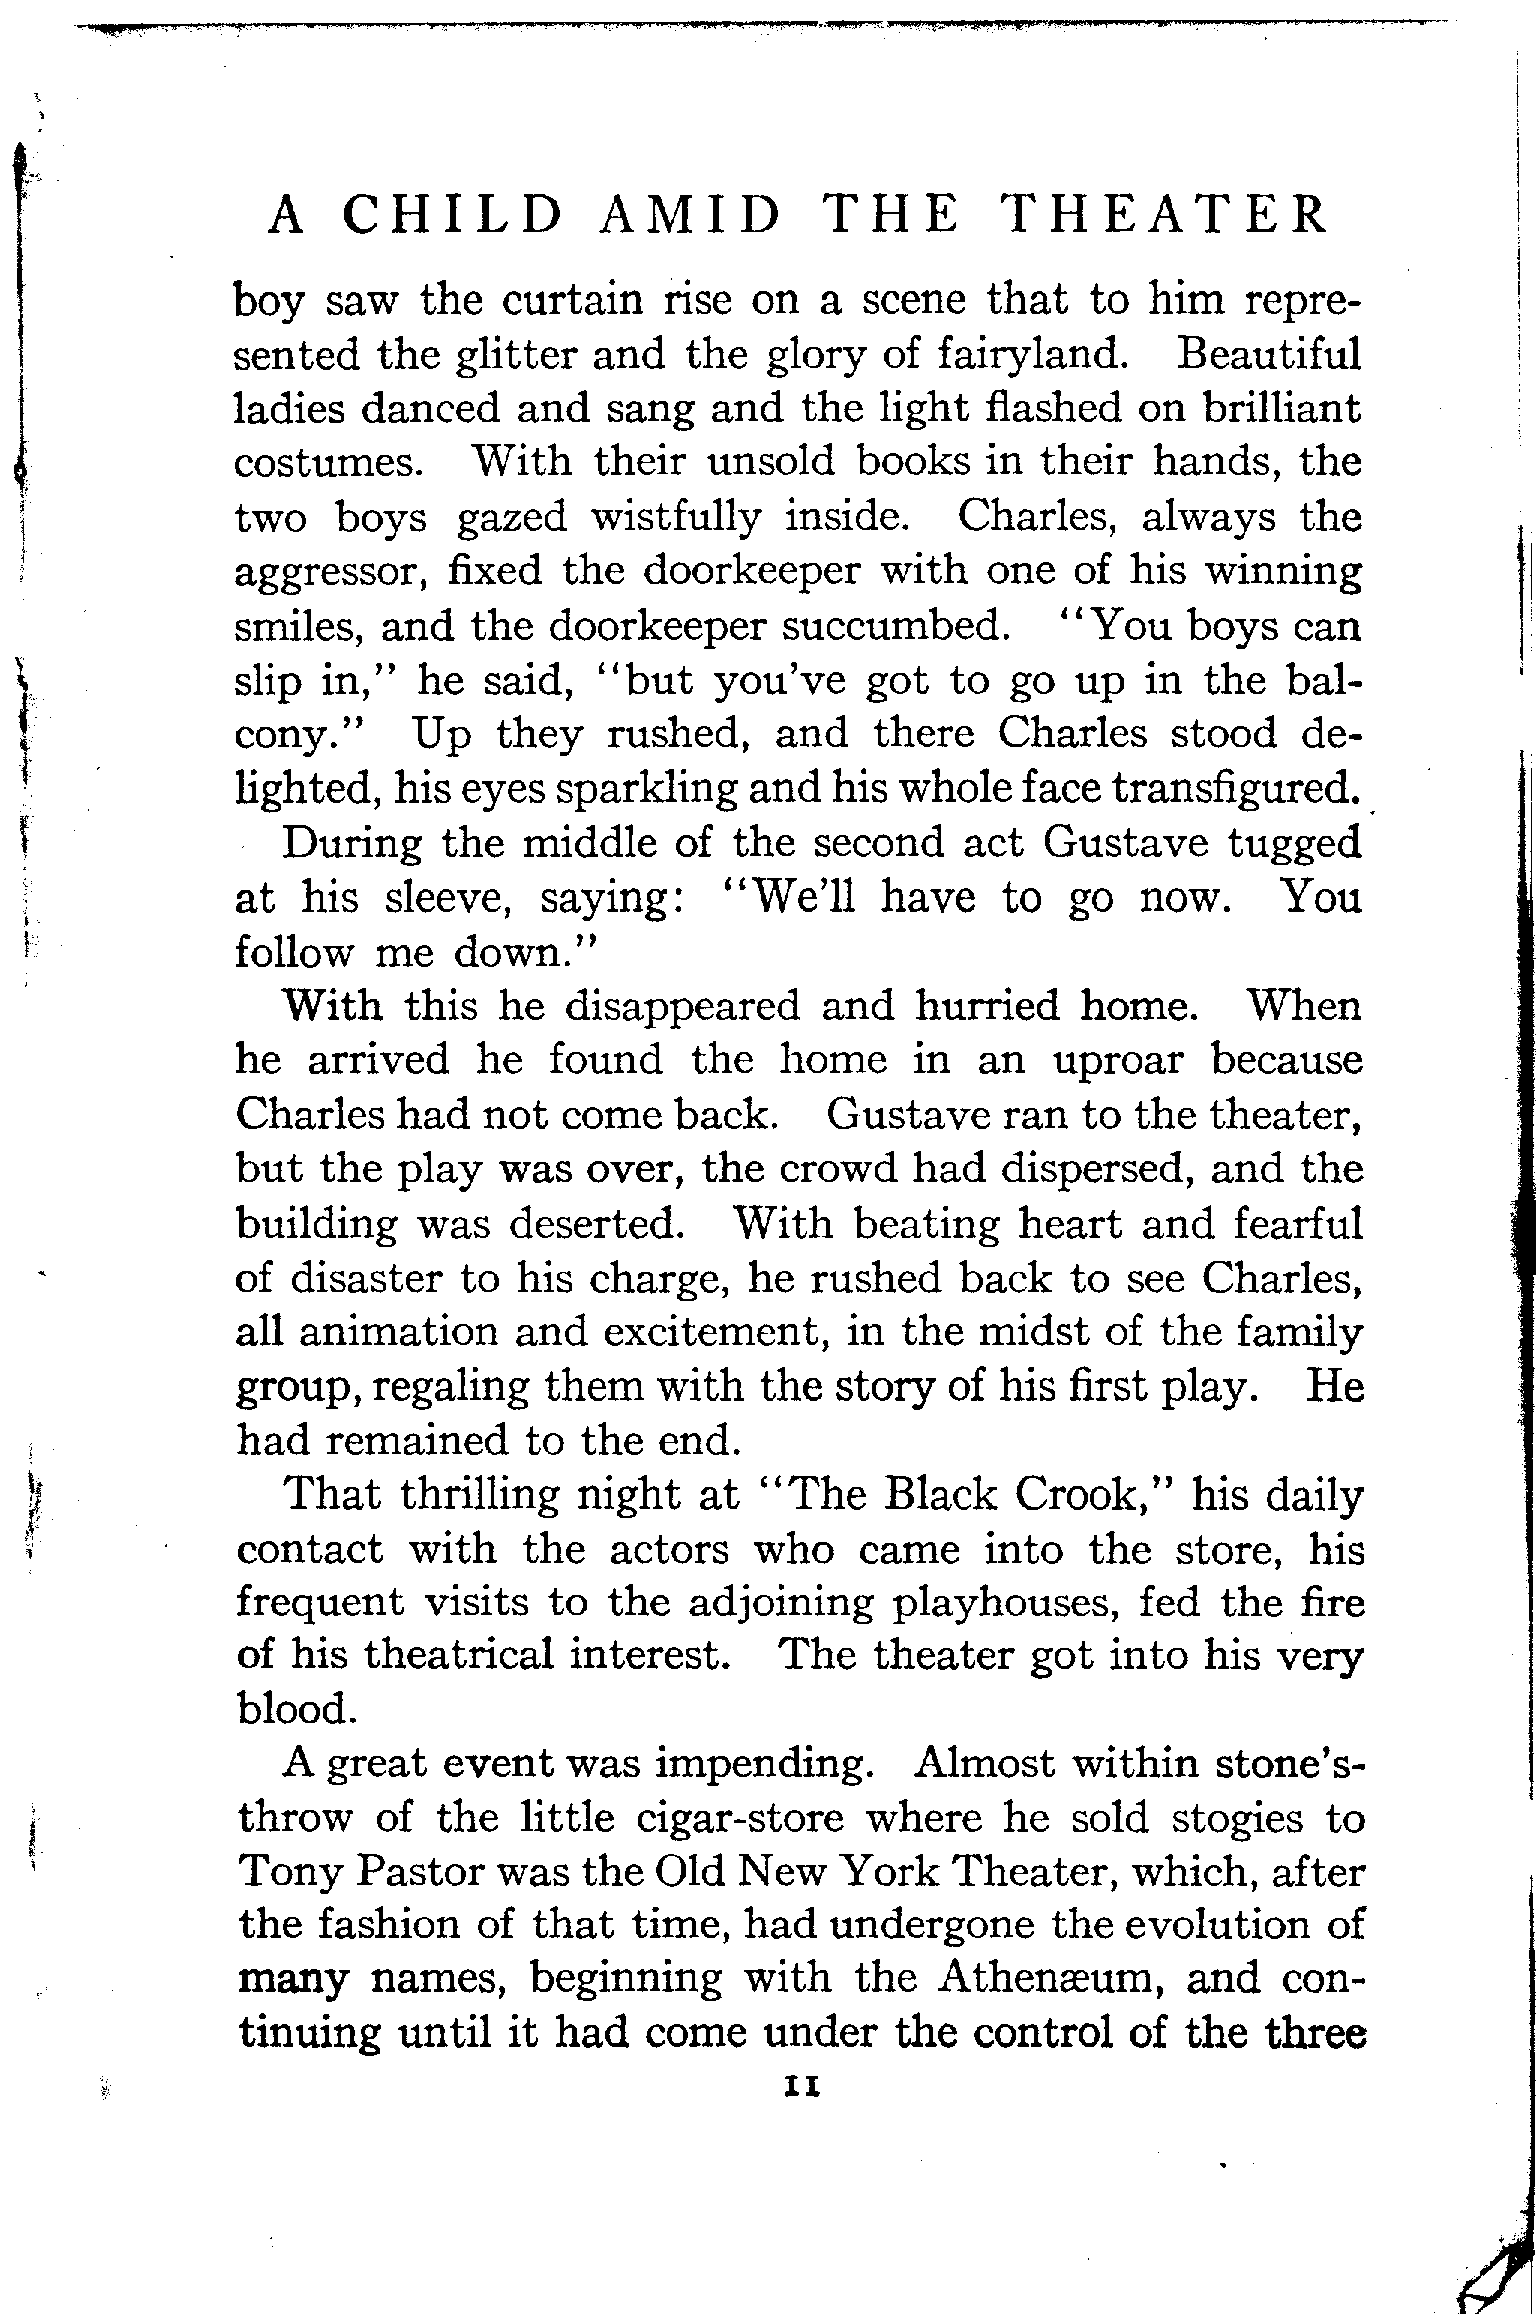 A CHILD AMID THE THEATER
boy saw the curtain rise on a scene that to him repre-
sented the glitter and the glory of fairyland. Beautiful
ladies danced and sang and the light flashed on brilliant
costumes. With their unsold books in their hands, the
two boys gazed wistfully inside. Charles, always the
aggressor, fixed the doorkeeper with one of his winning
smiles, and the doorkeeper succumbed. "You boys can
slip in," he said, "but you've got to go up in the bal-
cony." Up they rushed, and there Charles stood de-
lighted, his eyes sparkling and his whole face transfigured.
During the middle of the second act Gustave tugged
at his sleeve, saying: "We'll have to go now. You
follow me down."
With this he disappeared and hurried home. When
he arrived he found the home in an uproar because
Charles had not come back. Gustave ran to the theater,
but the play was over, the crowd had dispersed, and the
building was deserted. With beating heart and fearful
of disaster to his charge, he rushed back to see Charles,
all animation and excitement, in the midst of the family
group, regaling them with the story of his first play. He
had remained to the end.
That thrilling night at "The Black Crook," his daily
contact with the actors who came into the store, his
frequent visits to the adjoining playhouses, fed the fire
of his theatrical interest. The theater got into his very
blood.
A great event was impending. Almost within stone's-
throw of the little cigar-store where he sold stogies to
Tony Pastor was the Old New York Theater, which, after
the fashion of that time, had undergone the evolution of
many names, beginning with the Athenæum, and con-
tinuing until it had come under the control of the three
11